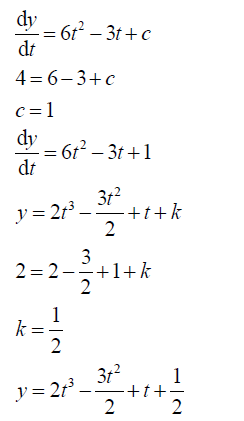 dy/dt = 6t² − 3t + c
4 = 6 − 3 + c
c = 1
dy/dt = 6t² − 3t + 1
y = 2t³ − 3t²/2 + t + k
2 = 2 − 3/2 + 1 + k
k = 1/2
y = 2t³ − 3t²/2 + t + 1/2